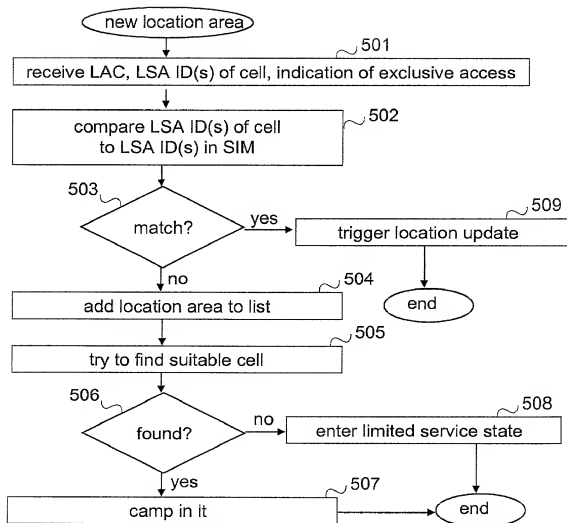 new location area
501
receive LAC, LSA ID(s) of cell, indication of exclusive access
502
compare LSA ID(s) of cell
to LSA ID(s) in SIM
503
match?
yes
509
trigger location update
no
end
504
add location area to list
505
try to find suitable cell
506
found?
no
508
enter limited service state
yes
507
camp in it
end